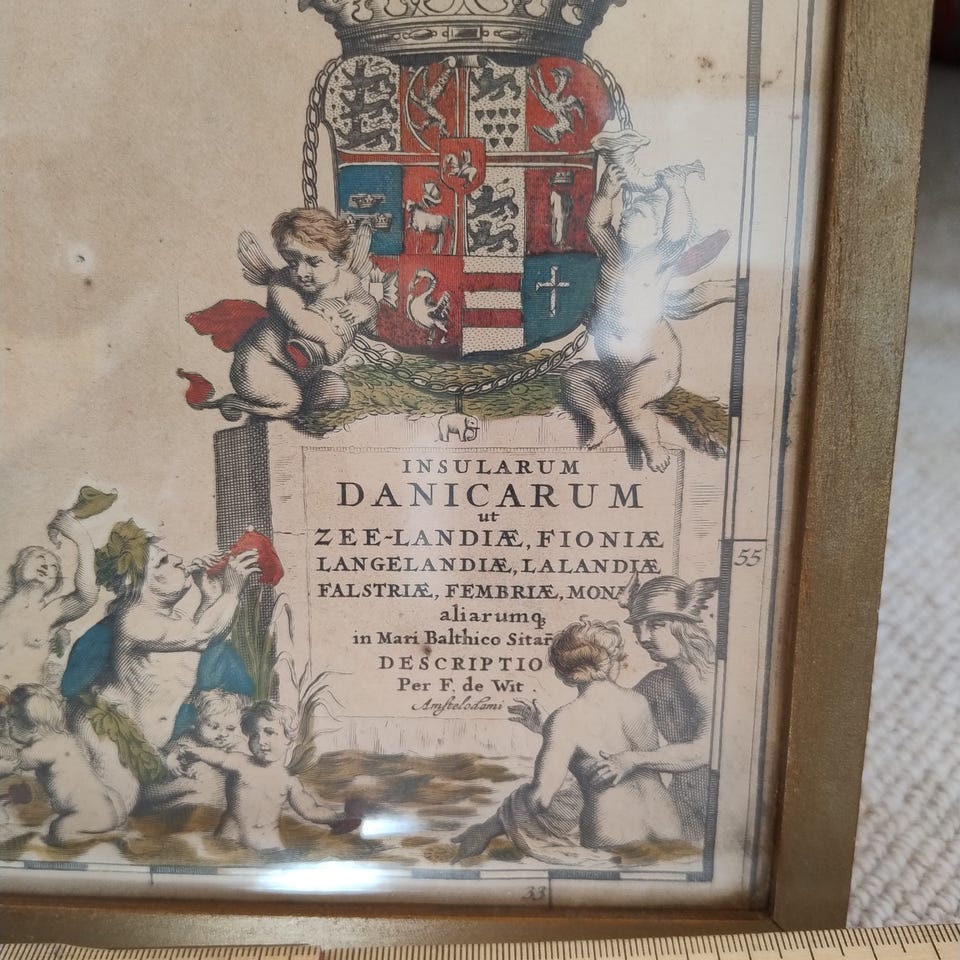 INSULARUM
DANICARUM
ut
ZEE-LANDIÆ, FIONIÆ
LANGELANDIÆ, LALANDIÆ
FALSTRIÆ, FEMBRIÆ, MONÆ
aliarumq;
in Mari Balthico Sitarũ
DESCRIPTIO
Per F. de Wit.
Amstelodami
55
33